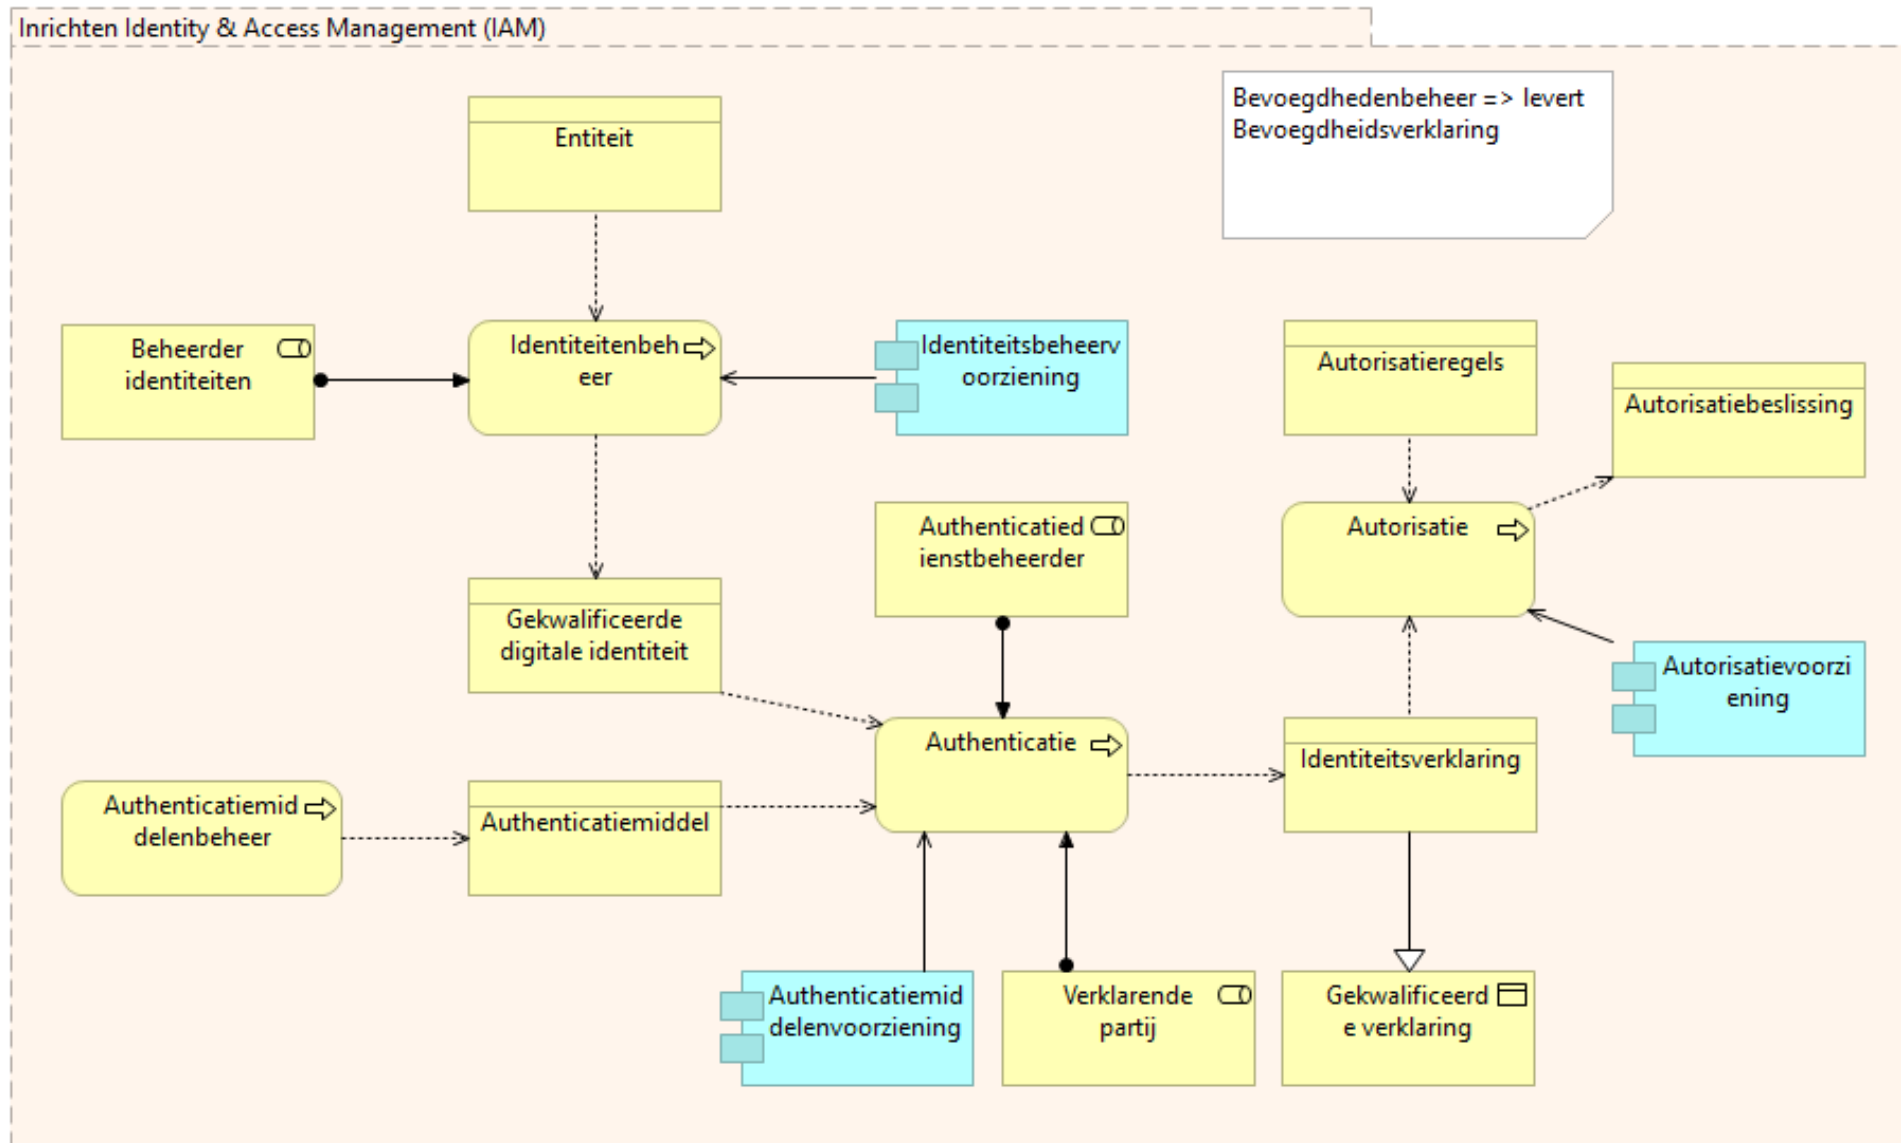 Inrichten Identity & Access Management (IAM)
Bevoegdhedenbeheer => levert
Bevoegdheidsverklaring
Entiteit
Beheerder
identiteiten
Identiteitenbeh
eer
Identiteitsbeheerv
oorziening
Autorisatieregels
Autorisatiebeslissing
Authenticatied
ienstbeheerder
Autorisatie
Gekwalificeerde
digitale identiteit
Autorisatievoorzi
ening
Authenticatie
Identiteitsverklaring
Authenticatiemid
delenbeheer
Authenticatiemiddel
Authenticatiemid
delenvoorziening
Verklarende
partij
Gekwalificeerd
e verklaring